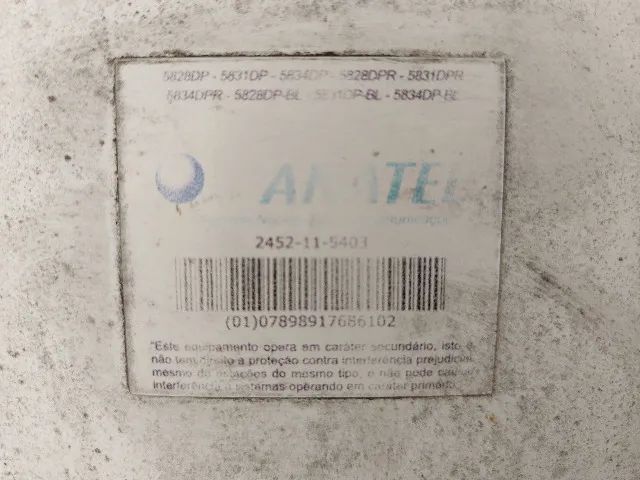 5828DP - 5831DP - 5834DP - 5828DPR - 5831DPR
5834DPR - 5828DP-BL - 5831DP-BL - 5834DP-BL
ANATEL
2452-11-5403
(01)07898917686102
"Este equipamento opera em caráter secundário, isto é
não tem direito a proteção contra interferência prejudicial
mesmo de estações do mesmo tipo, e não pode causar
interferência a sistemas operando em caráter primário.